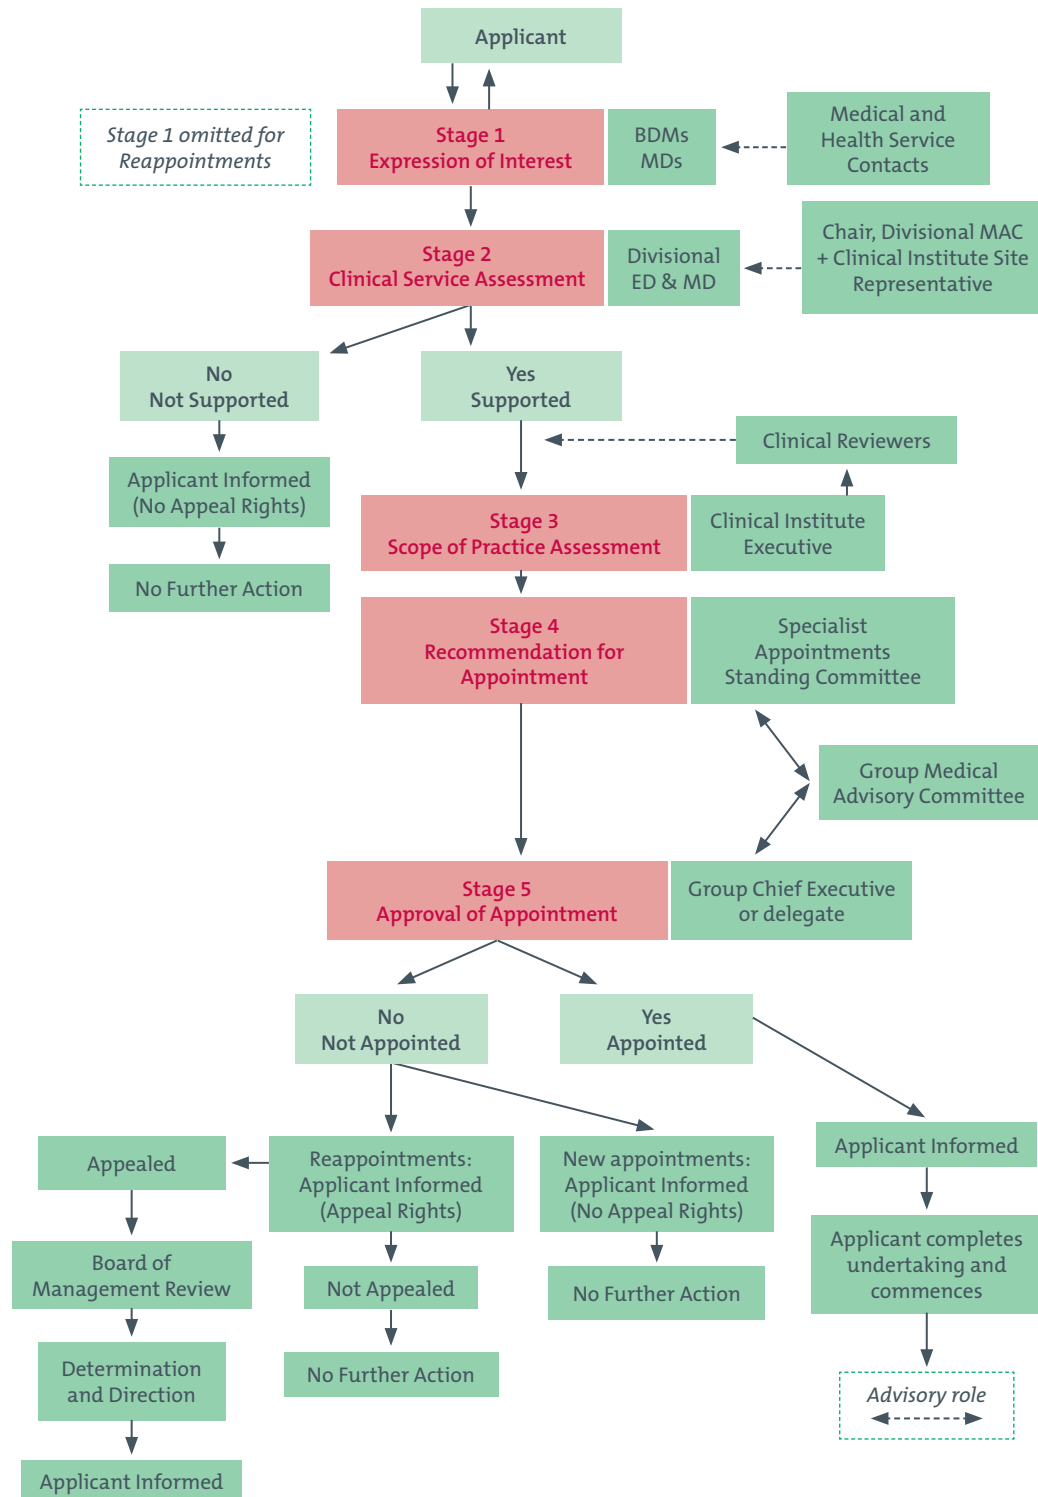 Applicant
Stage 1 omitted for
Reappointments
Stage 1
Expression of Interest
BDMs
MDs
Medical and
Health Service
Contacts
Stage 2
Clinical Service Assessment
Divisional
ED & MD
Chair, Divisional MAC
+ Clinical Institute Site
Representative
No
Not Supported
Yes
Supported
Clinical Reviewers
Applicant Informed
(No Appeal Rights)
Stage 3
Scope of Practice Assessment
Clinical Institute
Executive
No Further Action
Stage 4
Recommendation for
Appointment
Specialist
Appointments
Standing Committee
Group Medical
Advisory Committee
Stage 5
Approval of Appointment
Group Chief Executive
or delegate
No
Not Appointed
Yes
Appointed
Appealed
Reappointments:
Applicant Informed
(Appeal Rights)
New appointments:
Applicant Informed
(No Appeal Rights)
Applicant Informed
Board of
Management Review
Not Appealed
No Further Action
Applicant completes
undertaking and
commences
Determination
and Direction
No Further Action
Advisory role
Applicant Informed